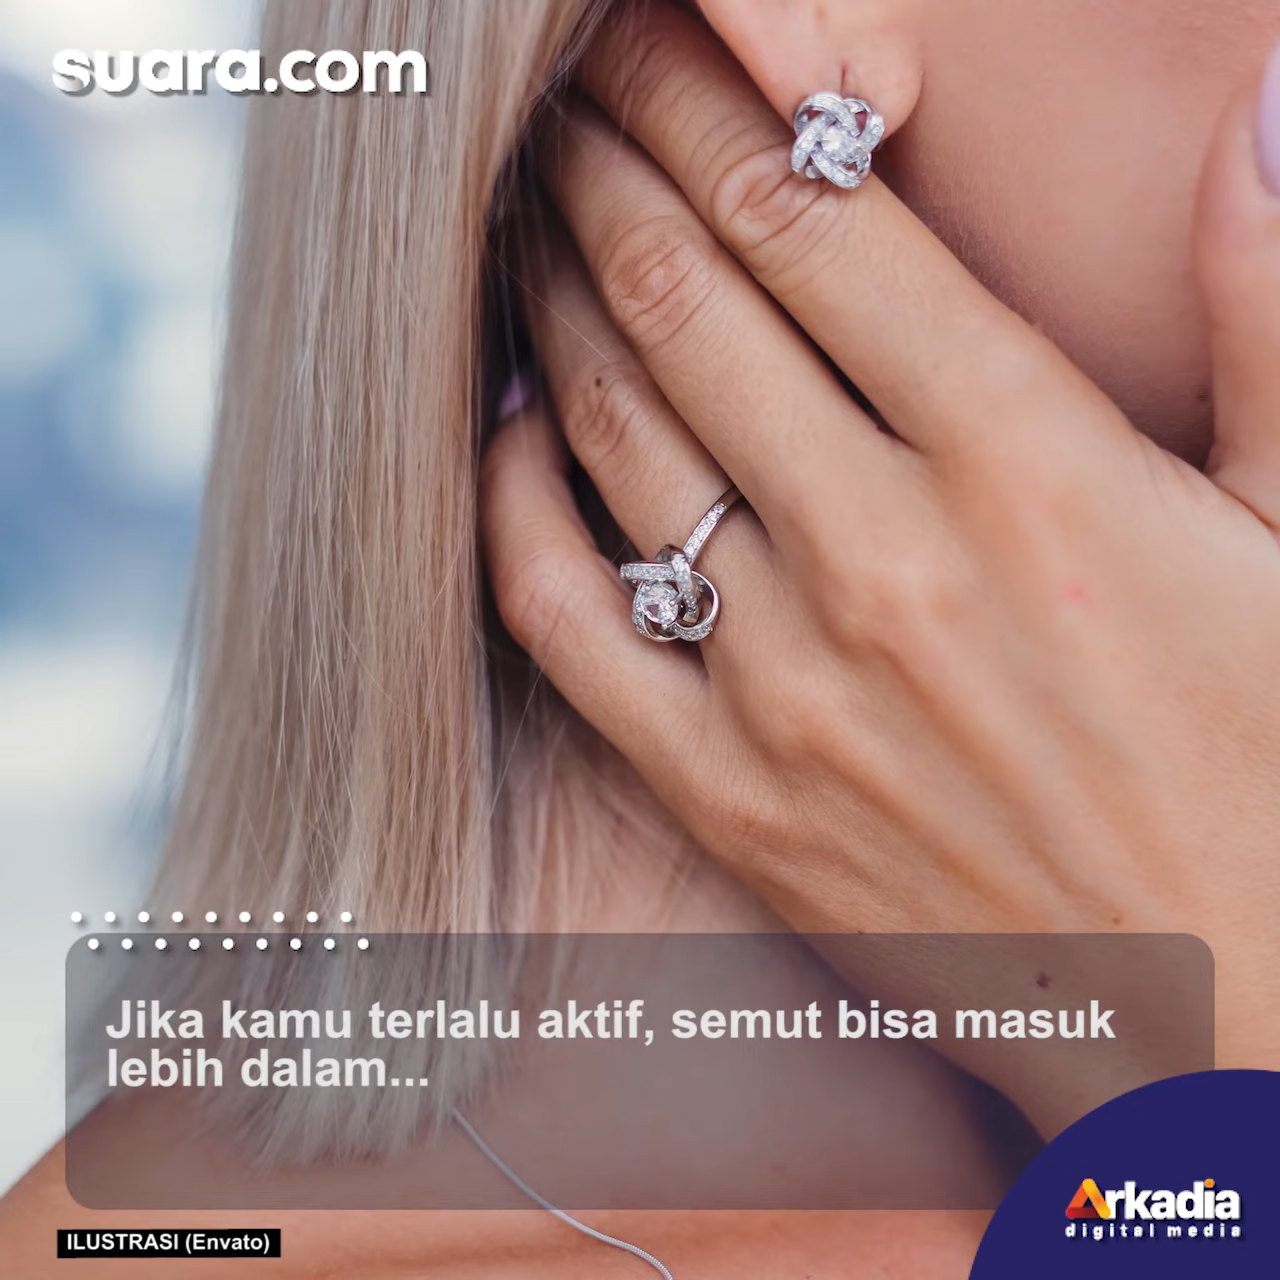 suara.com
Jika kamu terlalu aktif, semut bisa masuk
lebih dalam...
ILUSTRASI (Envato)
Arkadia
digital media